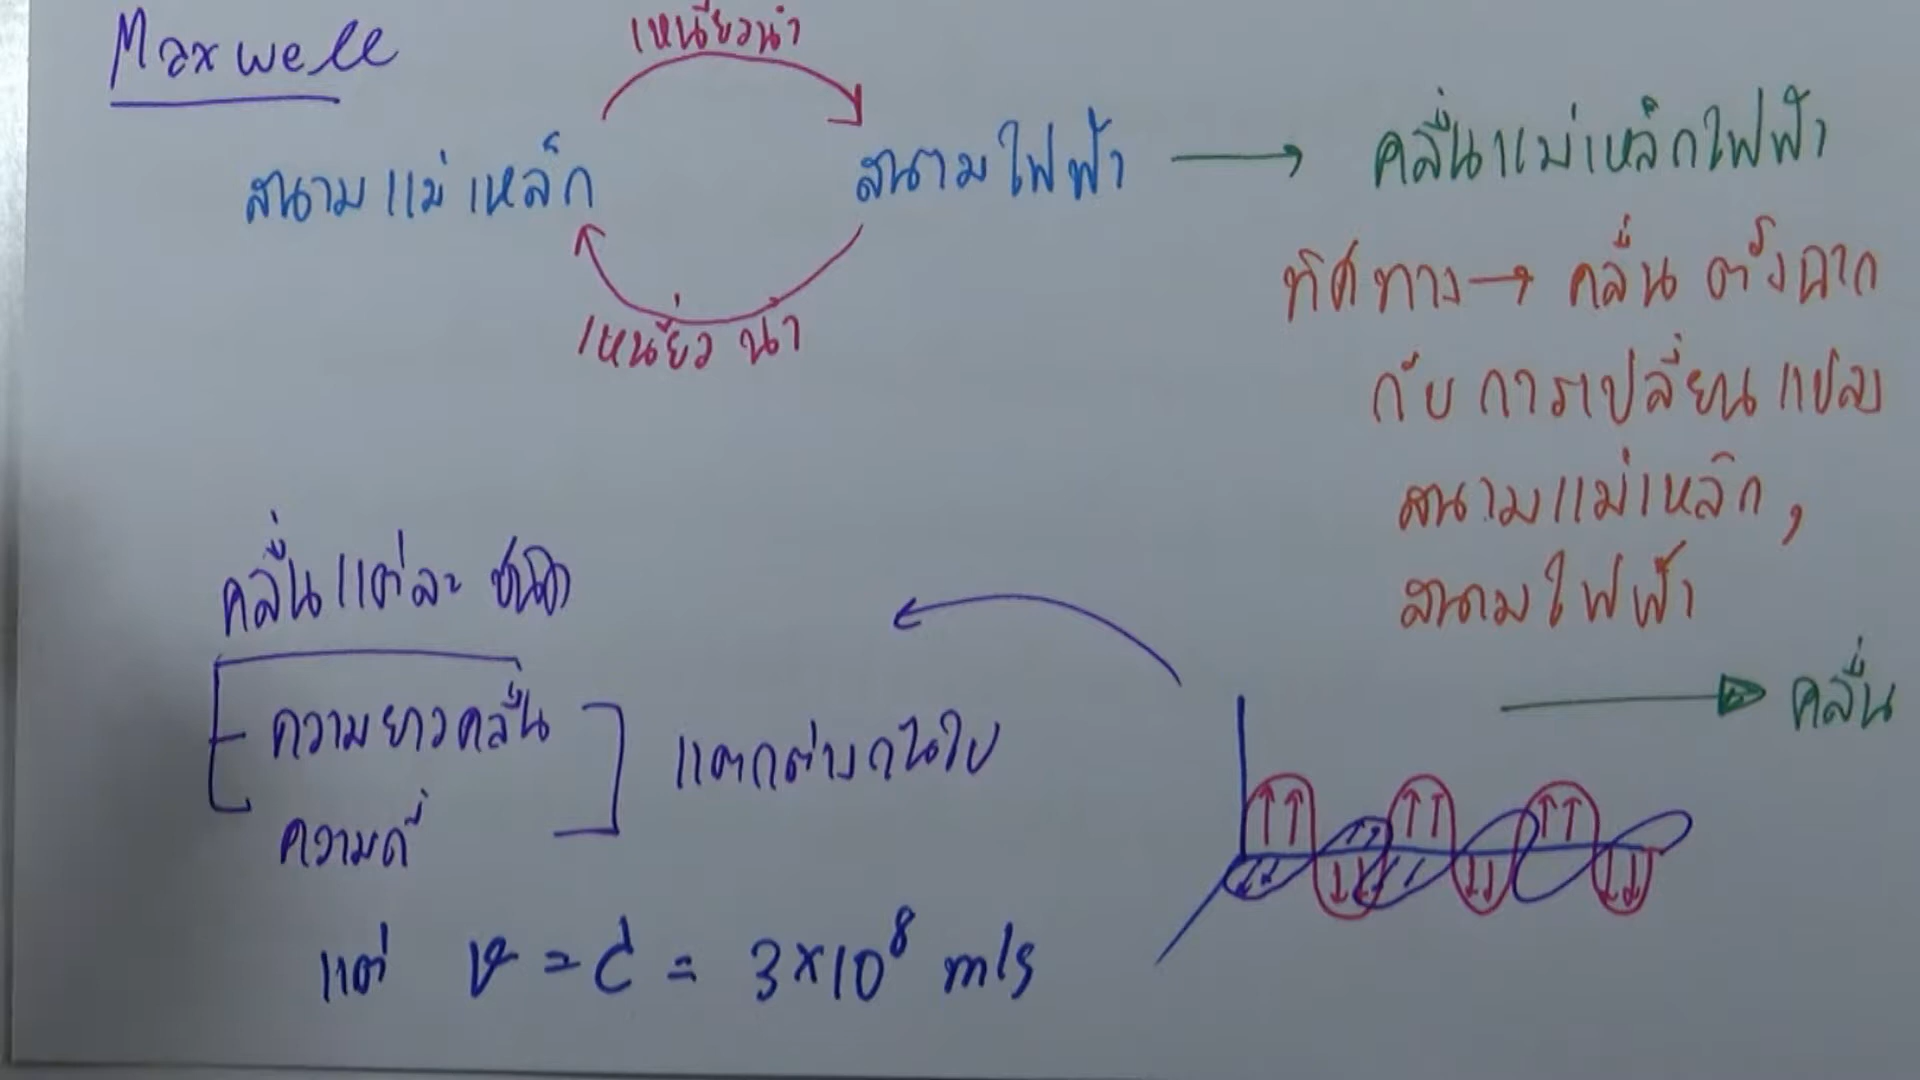 Maxwell
เหนี่ยวนำ
สนามแม่เหล็ก
สนามไฟฟ้า → คลื่นแม่เหล็กไฟฟ้า
เหนี่ยวนำ
ทิศทาง → คลื่น ตั้งฉาก
กับ การเปลี่ยนแปลง
สนามแม่เหล็ก,
สนามไฟฟ้า
คลื่น
คลื่นแต่ละ ชนิด
ความยาวคลื่น
ความถี่
แตกต่างกันไป
แต่ v = c = 3×10⁸ m/s